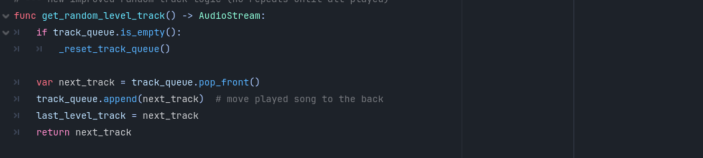 # new improved random track logic (no repeats until all played)
func get_random_level_track() -> AudioStream:
if track_queue.is_empty():
_reset_track_queue()
var next_track = track_queue.pop_front()
track_queue.append(next_track)  # move played song to the back
last_level_track = next_track
return next_track